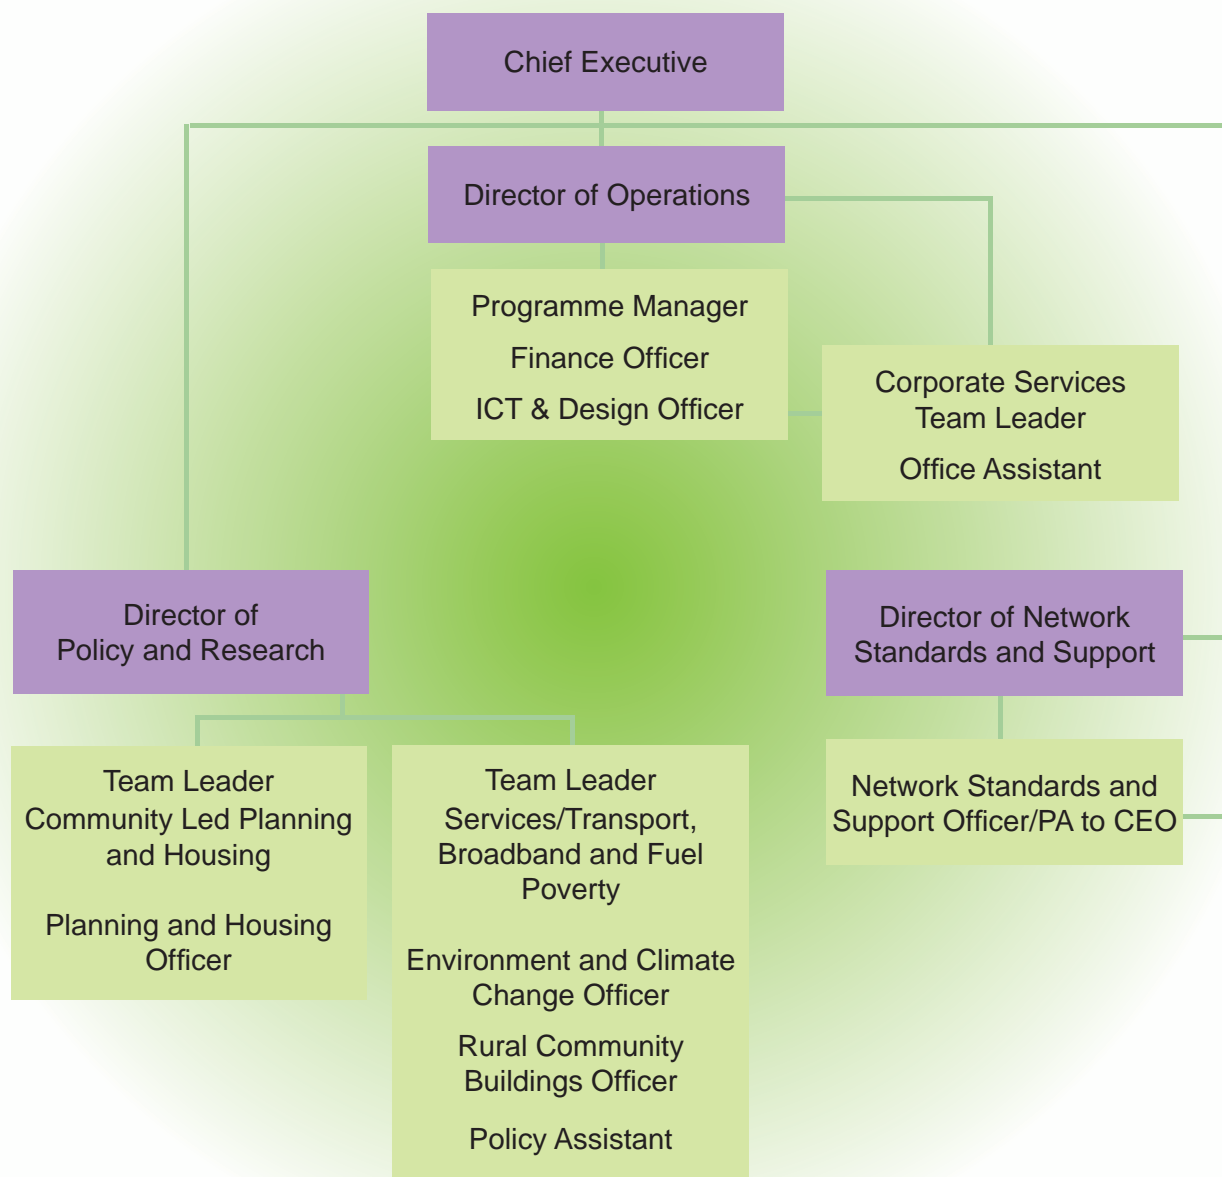 Chief Executive
Director of Operations
Programme Manager
Finance Officer
ICT & Design Officer
Corporate Services
Team Leader
Office Assistant
Director of
Policy and Research
Director of Network
Standards and Support
Team Leader
Community Led Planning
and Housing
Planning and Housing
Officer
Team Leader
Services/Transport,
Broadband and Fuel
Poverty
Environment and Climate
Change Officer
Rural Community
Buildings Officer
Policy Assistant
Network Standards and
Support Officer/PA to CEO